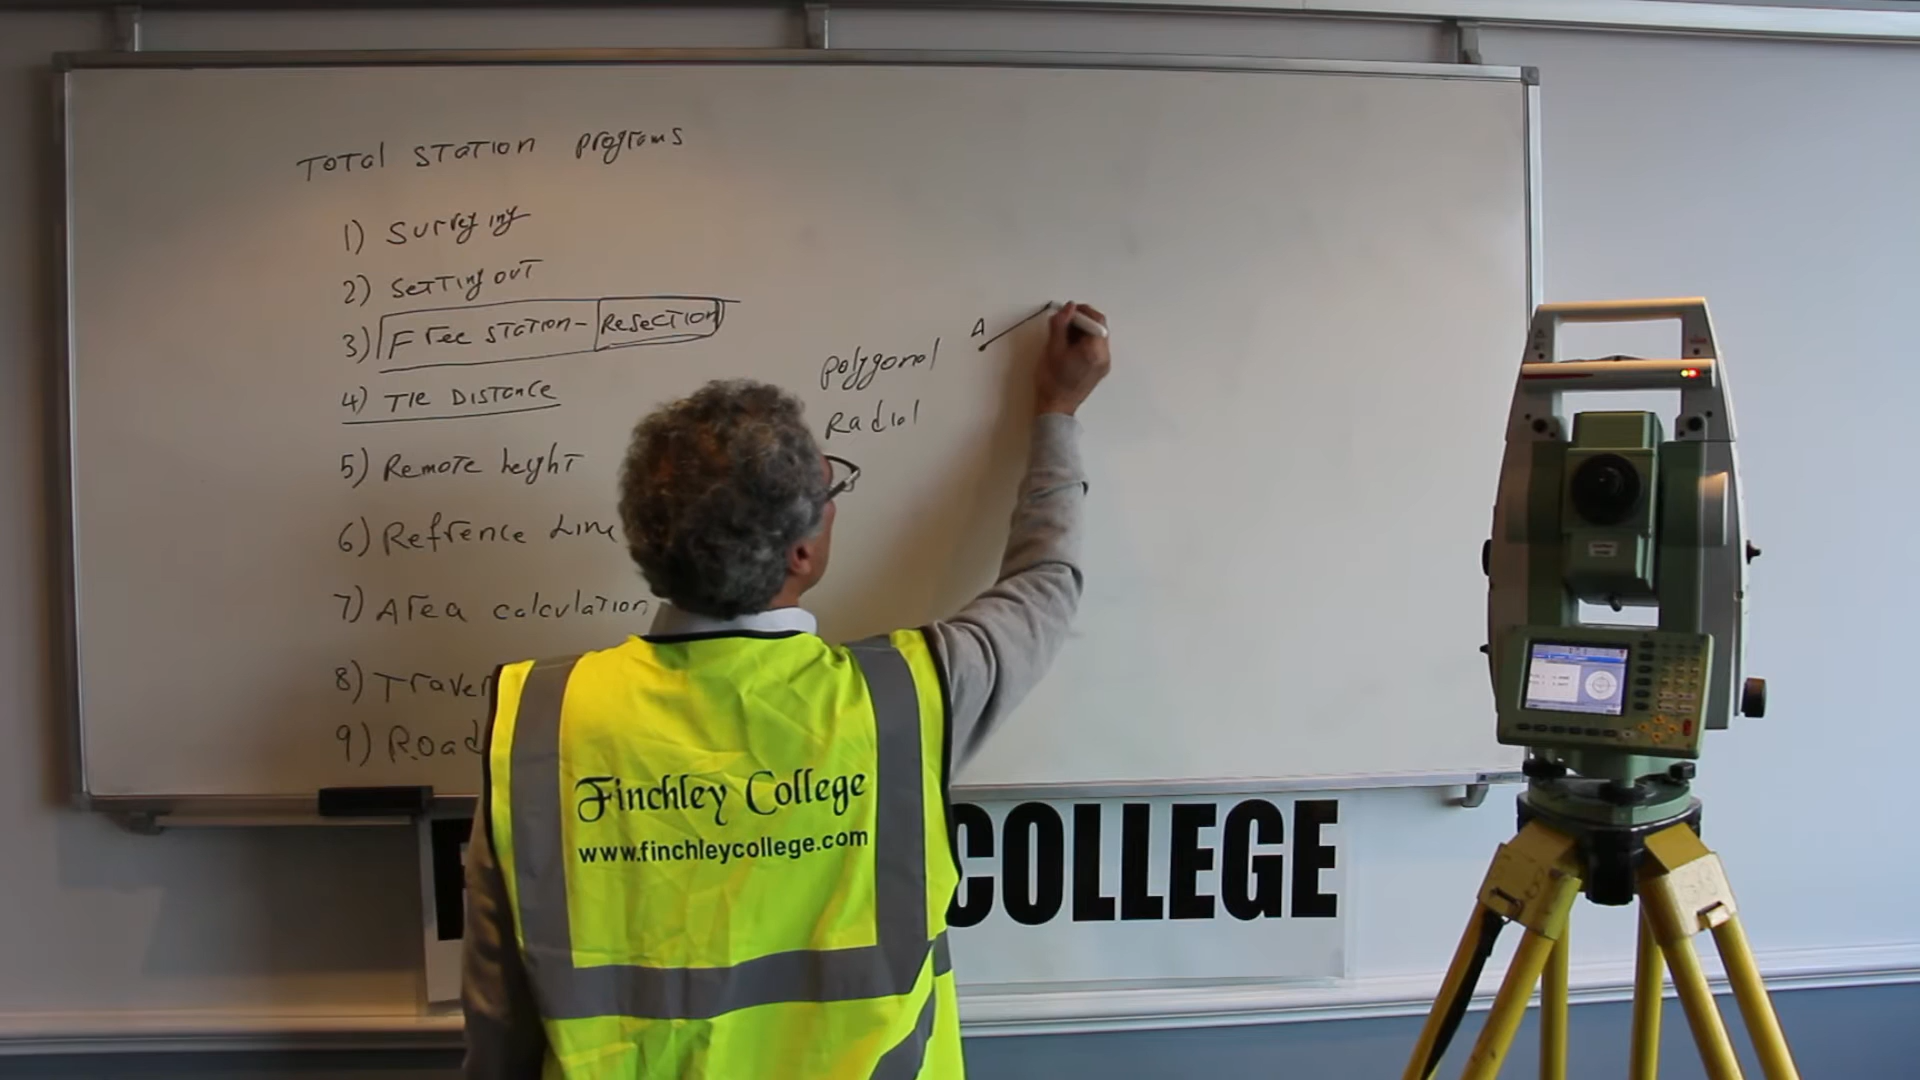 Total Station Programs
1) Surveying
2) Setting out
3) Free Station - Resection
4) Tie Distance
5) Remote height
6) Refrence Line
7) Area calculation
8) Traver
9) Road
Polygonal
Radial
A
Finchley College
www.finchleycollege.com
COLLEGE